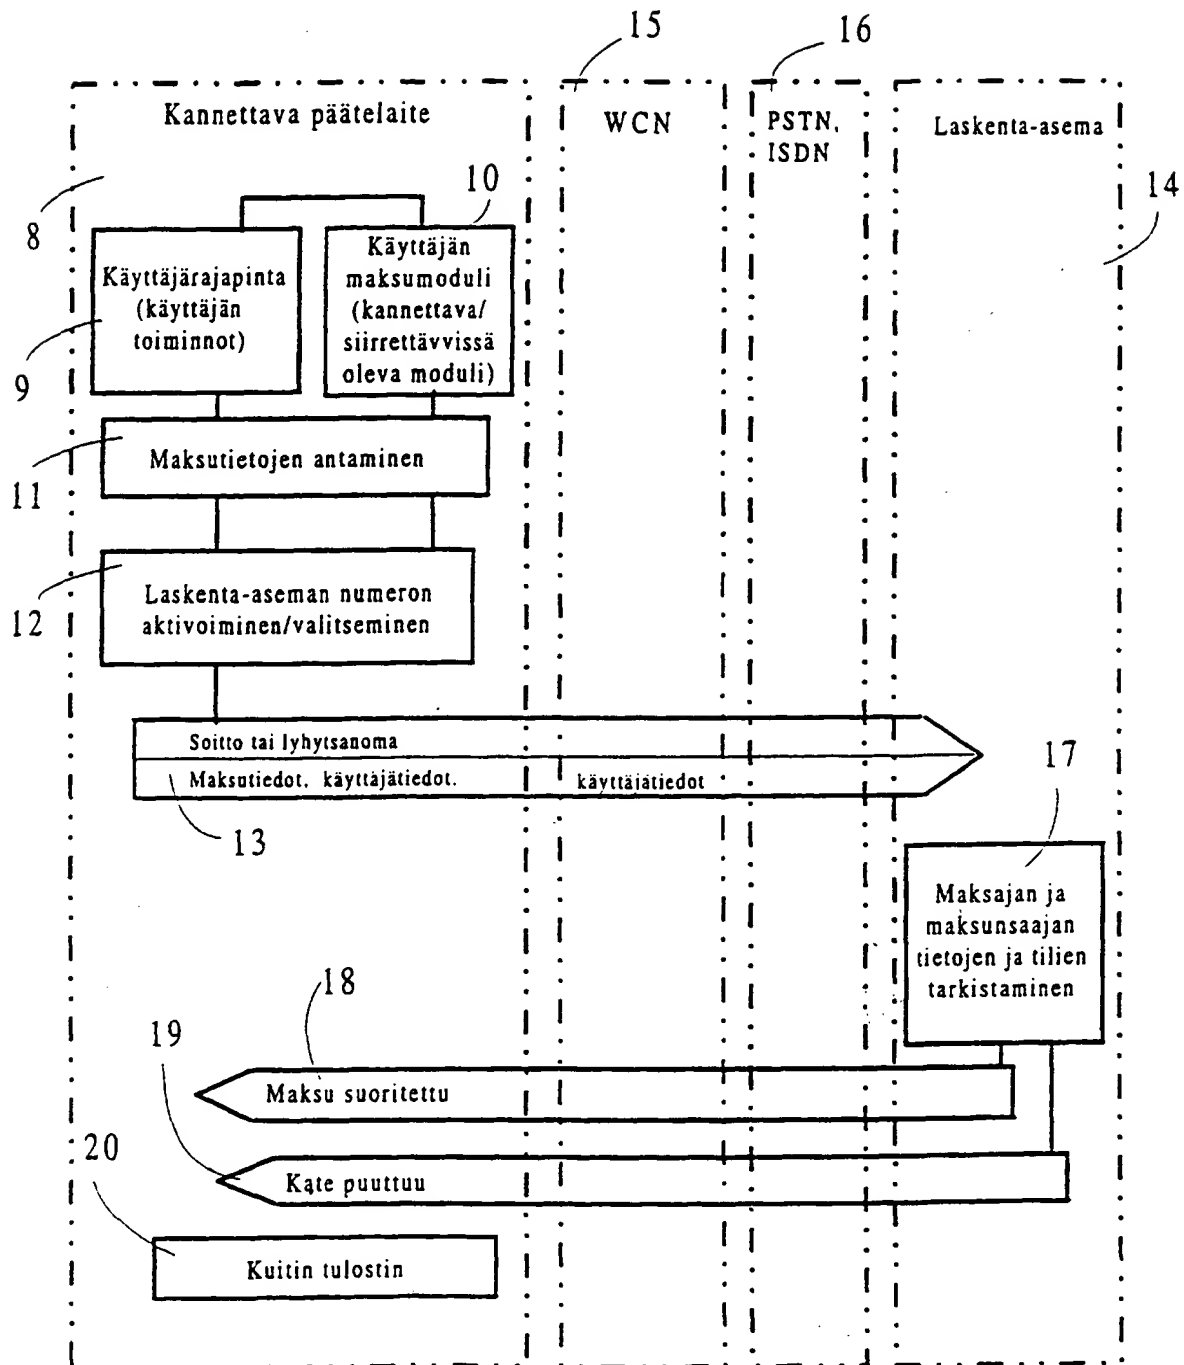 15
16
Kannettava päätelaite
WCN
PSTN,
ISDN
Laskenta-asema
8
10
14
Käyttäjärajapinta
(käyttäjän
toiminnot)
9
Käyttäjän
maksumoduli
(kannettava/
siirrettävvissä
oleva moduli)
Maksutietojen antaminen
11
Laskenta-aseman numeron
aktivoiminen/valitseminen
12
Soitto tai lyhytsanoma
Maksutiedot, käyttäjätiedot. käyttäjätiedot
13
17
Maksajan ja
maksunsaajan
tietojen ja tilien
tarkistaminen
18
Maksu suoritettu
19
Kate puuttuu
20
Kuitin tulostin